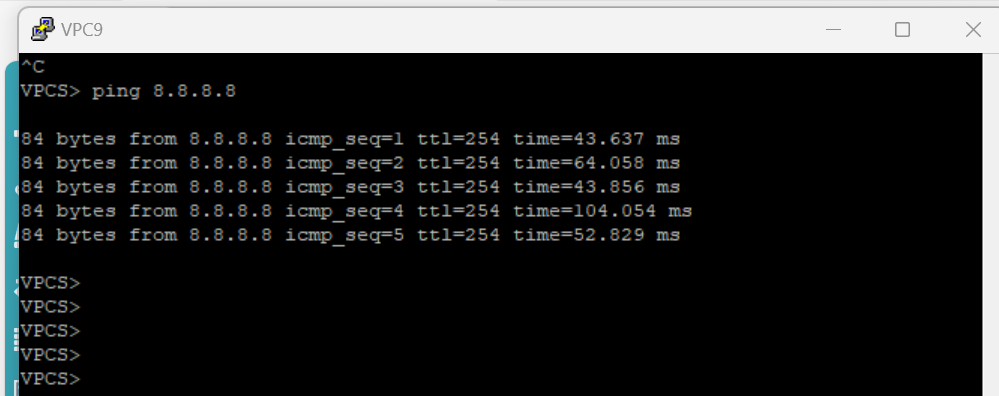 VPC9
^C
VPCS> ping 8.8.8.8
84 bytes from 8.8.8.8 icmp_seq=1 ttl=254 time=43.637 ms
84 bytes from 8.8.8.8 icmp_seq=2 ttl=254 time=64.058 ms
84 bytes from 8.8.8.8 icmp_seq=3 ttl=254 time=43.856 ms
84 bytes from 8.8.8.8 icmp_seq=4 ttl=254 time=104.054 ms
84 bytes from 8.8.8.8 icmp_seq=5 ttl=254 time=52.829 ms
VPCS>
VPCS>
VPCS>
VPCS>
VPCS>